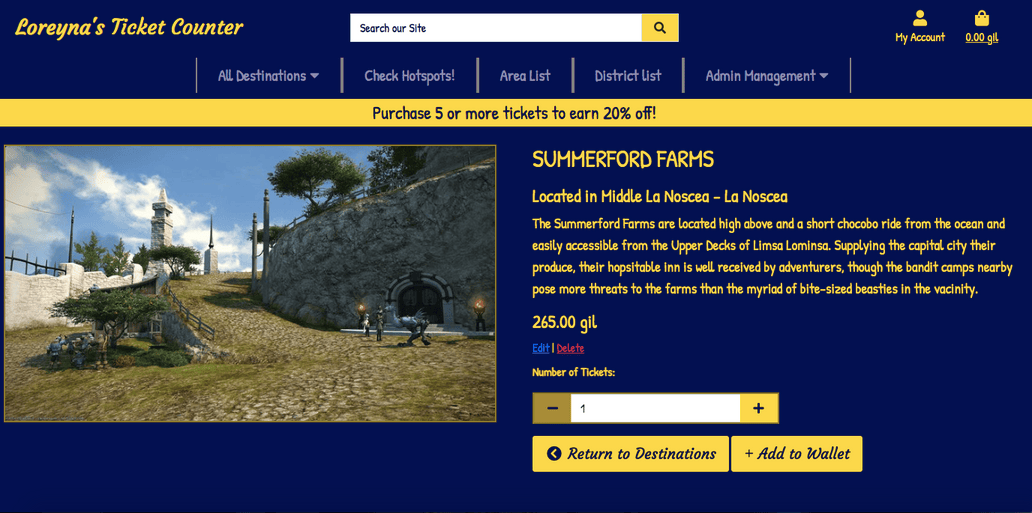 Loreyna's Ticket Counter
Search our Site
My Account
0.00 gil
All Destinations
Check Hotspots!
Area List
District list
Admin Management
Purchase 5 or more tickets to earn 20% off!
SUMMERFORD FARMS
Located in Middle La Noscea - La Noscea
The Summerford Farms are located high above and a short chocobo ride from the ocean and
easily accessible from the Upper Decks of Limsa Lominsa. Supplying the capital city their
produce, their hopsitable inn is well received by adventurers, though the bandit camps nearby
pose more threats to the farms than the myriad of bite-sized beasties in the vacinity.
265.00 gil
Edit | Delete
Number of Tickets:
− 1 +
Return to Destinations
+ Add to Wallet